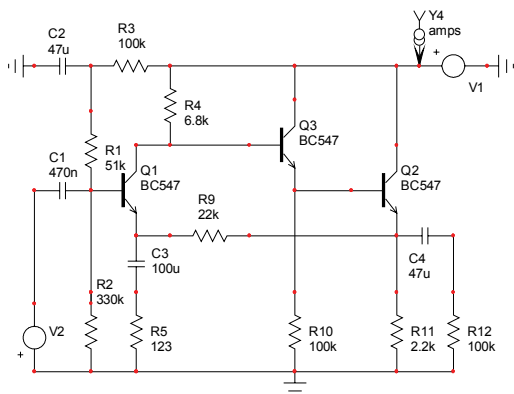 Y4
amps
C2
47u
R3
100k
+
V1
R4
6.8k
Q3
BC547
R1
51k
C1
470n
Q1
BC547
Q2
BC547
R9
22k
C3
100u
C4
47u
R2
330k
V2
+
R5
123
R10
100k
R11
2.2k
R12
100k